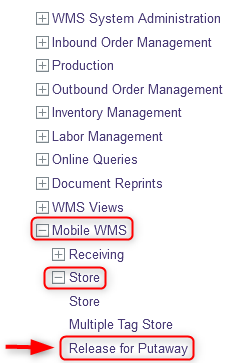 WMS System Administration
Inbound Order Management
Production
Outbound Order Management
Inventory Management
Labor Management
Online Queries
Document Reprints
WMS Views
Mobile WMS
Receiving
Store
Store
Multiple Tag Store
Release for Putaway